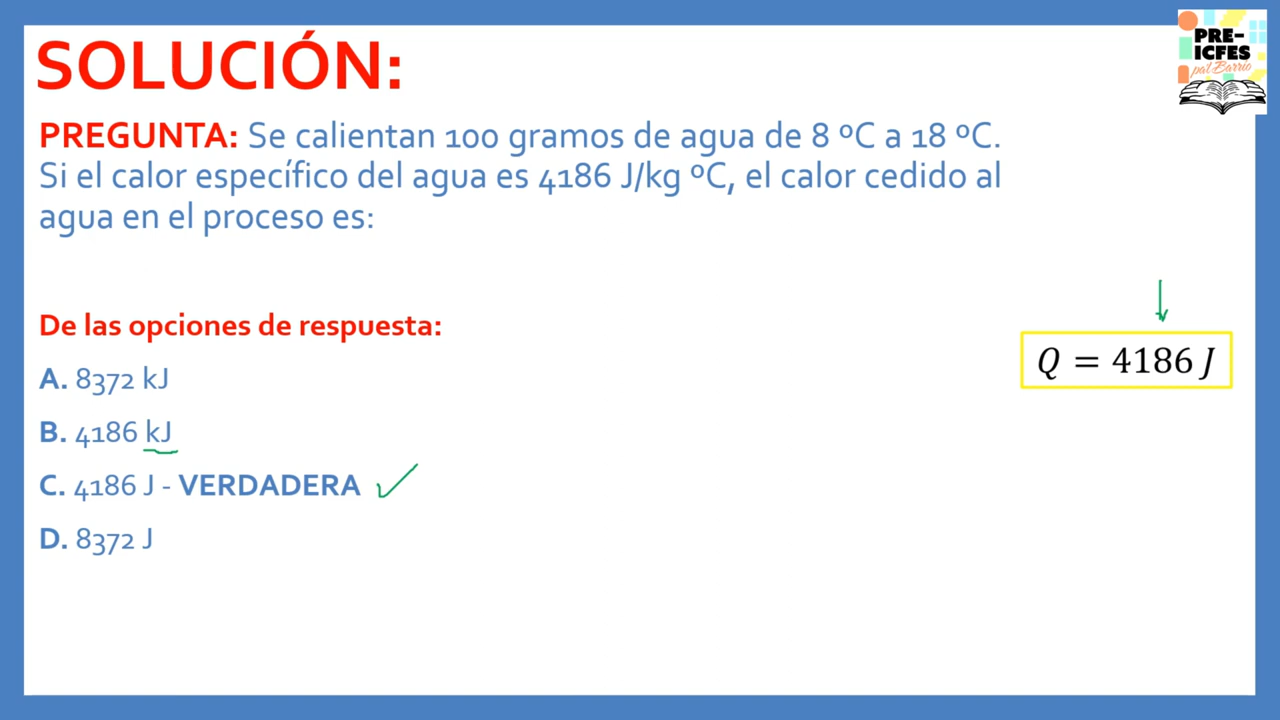 PRE-
ICFES
pa'l Barrio
SOLUCIÓN:
PREGUNTA: Se calientan 100 gramos de agua de 8 ºC a 18 ºC.
Si el calor específico del agua es 4186 J/kg ºC, el calor cedido al
agua en el proceso es:
De las opciones de respuesta:
Q = 4186 J
A. 8372 kJ
B. 4186 kJ
C. 4186 J - VERDADERA
D. 8372 J